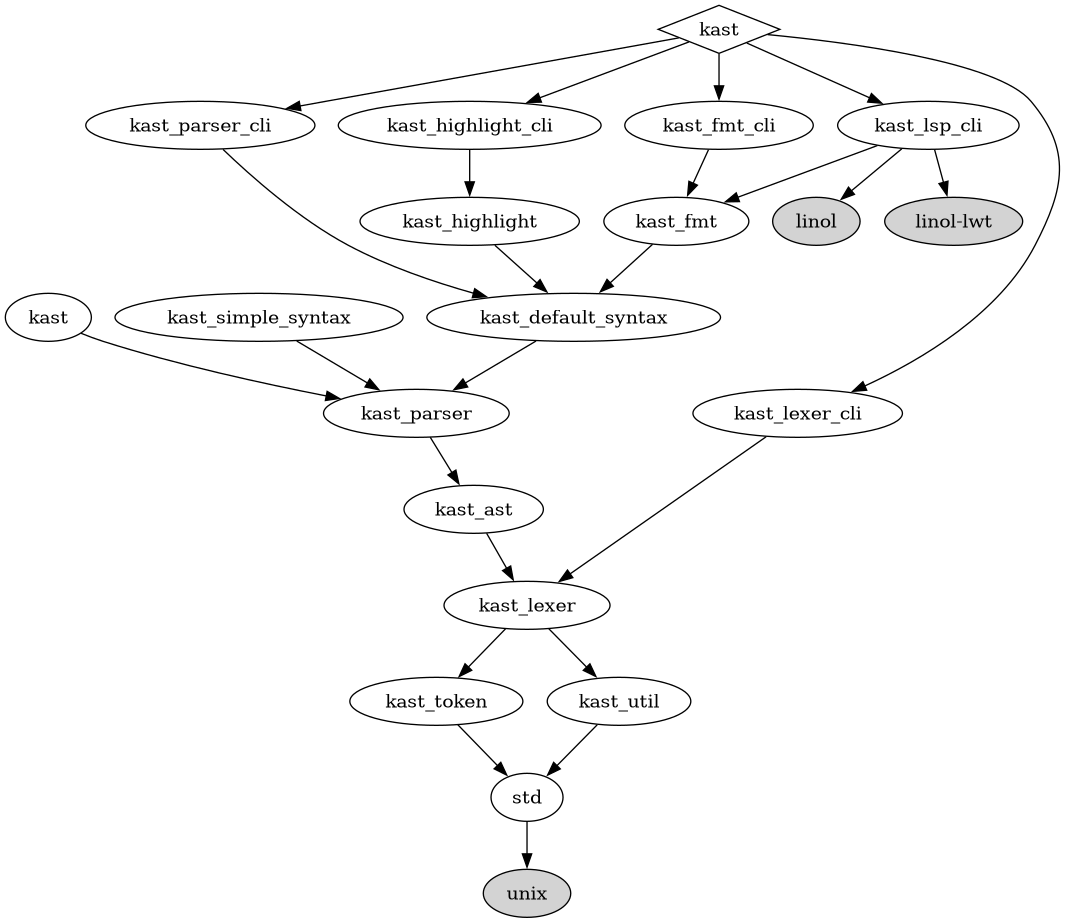 kast
kast_parser_cli
kast_highlight_cli
kast_fmt_cli
kast_lsp_cli
kast_highlight
kast_fmt
linol
linol-lwt
kast
kast_simple_syntax
kast_default_syntax
kast_parser
kast_lexer_cli
kast_ast
kast_lexer
kast_token
kast_util
std
unix